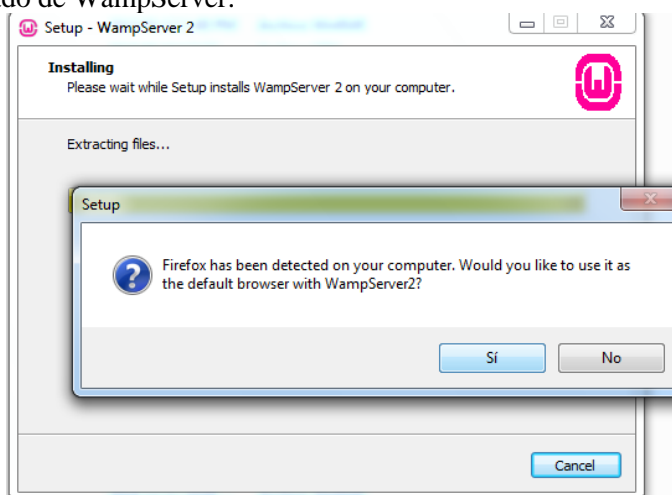 ado de WampServer.
Setup - WampServer 2
Installing
Please wait while Setup installs WampServer 2 on your computer.
Extracting files...
Setup
Firefox has been detected on your computer. Would you like to use it as
the default browser with WampServer2?
Sí No
Cancel